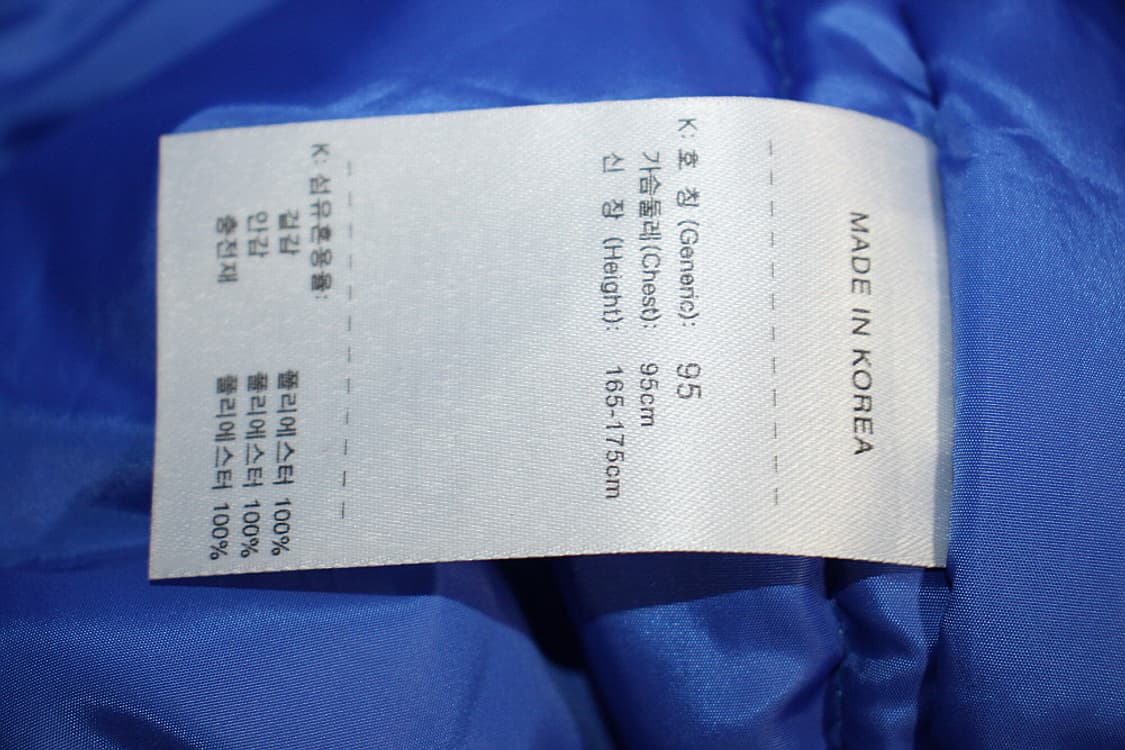 MADE IN KOREA
K: 호 칭 (Generic): 95
가슴둘레(Chest): 95cm
신 장 (Height): 165-175cm
K: 섬유혼용율:
겉감 폴리에스터 100%
안감 폴리에스터 100%
충전재 폴리에스터 100%